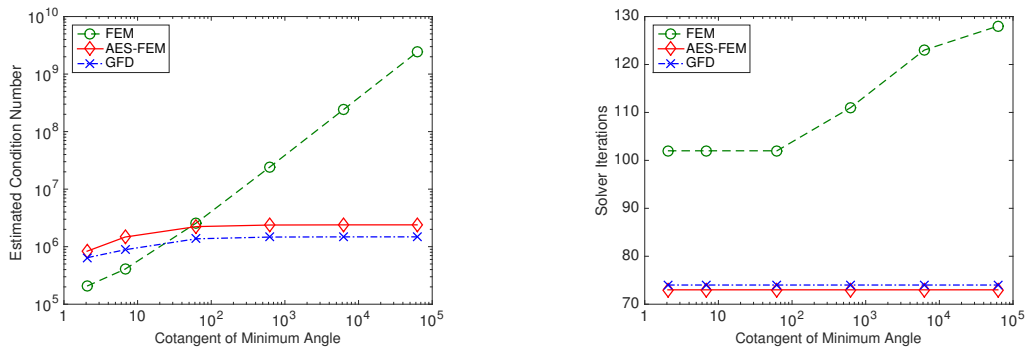 10^10
10^9
10^8
10^7
10^6
10^5
Estimated Condition Number
FEM
AES-FEM
GFD
1 10^1 10^2 10^3 10^4 10^5
Cotangent of Minimum Angle
130
120
110
100
90
80
70
Solver Iterations
FEM
AES-FEM
GFD
1 10^1 10^2 10^3 10^4 10^5
Cotangent of Minimum Angle